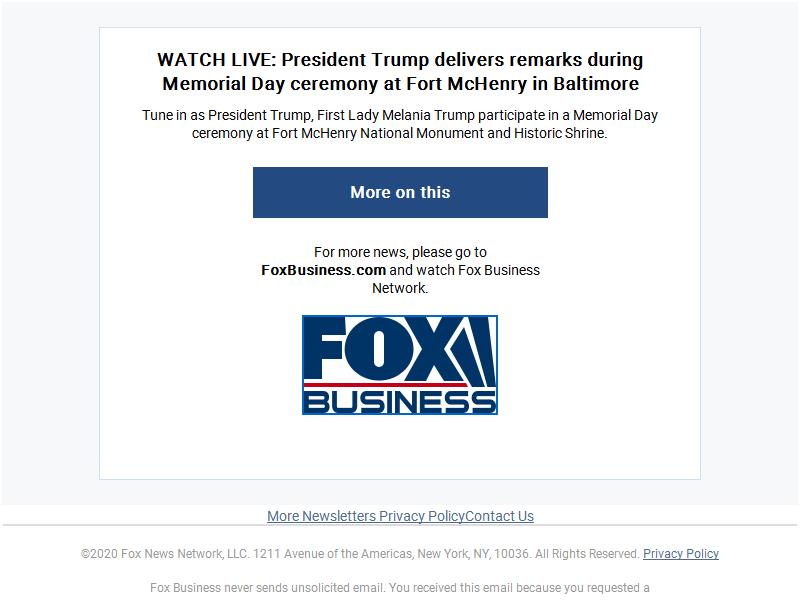 WATCH LIVE: President Trump delivers remarks during
Memorial Day ceremony at Fort McHenry in Baltimore
Tune in as President Trump, First Lady Melania Trump participate in a Memorial Day
ceremony at Fort McHenry National Monument and Historic Shrine.
More on this
For more news, please go to
FoxBusiness.com and watch Fox Business
Network.
FOX
BUSINESS
More Newsletters Privacy PolicyContact Us
©2020 Fox News Network, LLC. 1211 Avenue of the Americas, New York, NY, 10036. All Rights Reserved. Privacy Policy
Fox Business never sends unsolicited email. You received this email because you requested a